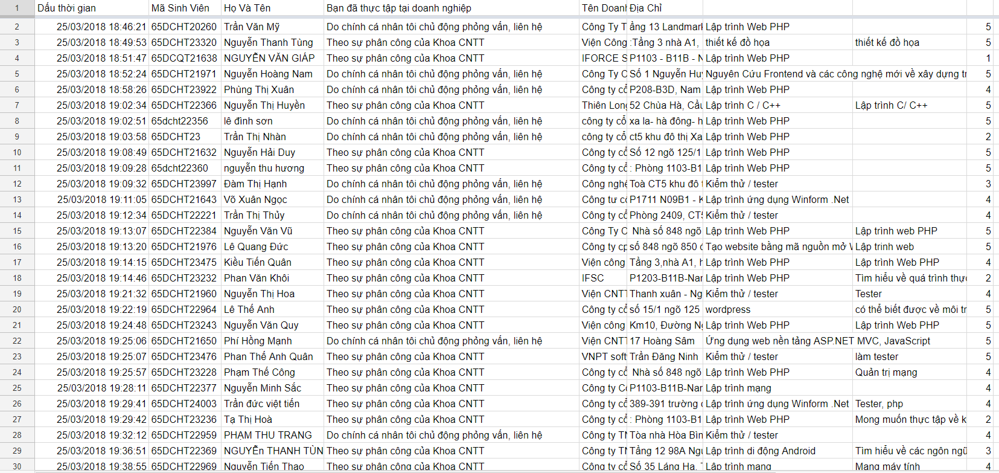 1 Dấu thời gian Mã Sinh Viên Họ Và Tên Bạn đã thực tập tại doanh nghiệp Tên Doanh Địa Chỉ
2 25/03/2018 18:46:21 65DCHT20260 Trần Văn Mỹ Do chính cá nhân tôi chủ động phỏng vấn, liên hệ Công Ty T ầng 13 Landmark Lập trình Web PHP 5
3 25/03/2018 18:49:53 65DCHT23320 Nguyễn Thanh Tùng Theo sự phân công của Khoa CNTT Viện Công :Tầng 3 nhà A1, thiết kế đồ họa thiết kế đồ họa 5
4 25/03/2018 18:51:47 65DCQT21638 NGUYỄN VĂN GIÁP Theo sự phân công của Khoa CNTT IFORCE S P1103 - B11B - N Lập trình Web PHP 1
5 25/03/2018 18:52:24 65DCHT21971 Nguyễn Hoàng Nam Do chính cá nhân tôi chủ động phỏng vấn, liên hệ Công Ty C Số 1 Nguyễn Huy Nguyên Cứu Frontend và các công nghệ mới về xây dựng tr 5
6 25/03/2018 18:58:26 65DCHT23922 Phùng Thị Xuân Do chính cá nhân tôi chủ động phỏng vấn, liên hệ Công ty cổ P208-B3D, Nam Lập trình Web PHP 4
7 25/03/2018 19:02:34 65DCHT22366 Nguyễn Thị Huyền Theo sự phân công của Khoa CNTT Thiên Long 52 Chùa Hà, Cầu Lập trình C / C++ Lập trình C/ C++ 5
8 25/03/2018 19:02:51 65dcht22356 lê đình sơn Do chính cá nhân tôi chủ động phỏng vấn, liên hệ công ty cổ xa la- hà đông- h Lập trình Web PHP 5
9 25/03/2018 19:03:58 65DCHT23 Trần Thị Nhàn Do chính cá nhân tôi chủ động phỏng vấn, liên hệ công ty cổ ct5 khu đô thị Xa Lập trình Web PHP 2
10 25/03/2018 19:08:49 65DCHT21632 Nguyễn Hải Duy Theo sự phân công của Khoa CNTT Công ty cổ Số 12 ngõ 125/1 Lập trình Web PHP 5
11 25/03/2018 19:09:28 65dcht22360 nguyễn thu hương Theo sự phân công của Khoa CNTT Công ty cổ : Phòng 1103-B1 Lập trình Web PHP 5
12 25/03/2018 19:09:32 65DCHT23997 Đàm Thị Hạnh Do chính cá nhân tôi chủ động phỏng vấn, liên hệ Công nghệ Toà CT5 khu đô t Kiểm thử / tester 3
13 25/03/2018 19:11:05 65DCHT21643 Võ Xuân Ngọc Do chính cá nhân tôi chủ động phỏng vấn, liên hệ Công tư cổ P1711 N09B1 - K Lập trình ứng dụng Winform .Net 4
14 25/03/2018 19:12:34 65DCHT22221 Trần Thị Thủy Do chính cá nhân tôi chủ động phỏng vấn, liên hệ Công ty cổ Phòng 2409, CT5 Kiểm thử / tester 4
15 25/03/2018 19:13:07 65DCHT22384 Nguyễn Văn Vũ Theo sự phân công của Khoa CNTT Công Ty C Nhà số 848 ngõ Lập trình Web PHP Lập trình web PHP 5
16 25/03/2018 19:13:20 65DCHT21976 Lê Quang Đức Theo sự phân công của Khoa CNTT Công ty cp số 848 ngõ 850 đ Tạo website bằng mã nguồn mở W Lập trinh web 5
17 25/03/2018 19:14:15 65DCHT23475 Kiều Tiến Quân Theo sự phân công của Khoa CNTT Viện công Tầng 3,nhà A1, h Lập trình Web PHP Lập trình Web PHP 4
18 25/03/2018 19:14:46 65DCHT23232 Phan Văn Khôi Theo sự phân công của Khoa CNTT IFSC P1203-B11B-Nam Lập trình Web PHP Tìm hiểu về quá trình thực 2
19 25/03/2018 19:21:32 65DCHT21960 Nguyễn Thị Hoa Theo sự phân công của Khoa CNTT Viện CNTT Thanh xuân - Ng Kiểm thử / tester Tester 4
20 25/03/2018 19:22:19 65DCHT22964 Lê Thế Anh Theo sự phân công của Khoa CNTT Công ty cổ số 15/1 ngõ 125 wordpress có thể biết được về môi tr 5
21 25/03/2018 19:24:48 65DCHT23243 Nguyễn Văn Quy Theo sự phân công của Khoa CNTT Viện công Km10, Đường Ng Lập trình Web PHP Lập trình Web PHP 5
22 25/03/2018 19:25:06 65DCHT21650 Phí Hồng Mạnh Do chính cá nhân tôi chủ động phỏng vấn, liên hệ Viện CNTT 17 Hoàng Sâm Ứng dụng web nền tảng ASP.NET MVC, JavaScript 5
23 25/03/2018 19:25:07 65DCHT23476 Phan Thế Anh Quân Theo sự phân công của Khoa CNTT VNPT soft Trần Đăng Ninh Kiểm thử / tester làm tester 5
24 25/03/2018 19:25:57 65DCHT23228 Phạm Thế Công Theo sự phân công của Khoa CNTT Công ty cổ Nhà số 848 ngõ Lập trình Web PHP Quản trị mạng 4
25 25/03/2018 19:28:11 65DCHT22377 Nguyễn Minh Sắc Theo sự phân công của Khoa CNTT Công ty Cổ P1103-B11B-Nam Lập trình mạng 4
26 25/03/2018 19:29:41 65DCHT24003 Trần đức việt tiến Theo sự phân công của Khoa CNTT Công ty cổ 389-391 trường c Lập trình ứng dụng Winform .Net Tester, php 4
27 25/03/2018 19:29:42 65DCHT23236 Tạ Thị Hoà Theo sự phân công của Khoa CNTT Công ty cổ : Phòng 1103-B1 Lập trình Web PHP Mong muốn thực tập về k 2
28 25/03/2018 19:32:12 65DCHT22959 PHẠM THU TRANG Do chính cá nhân tôi chủ động phỏng vấn, liên hệ Công ty TN Tòa nhà Hòa Bìn Kiểm thử / tester 4
29 25/03/2018 19:36:51 65DCHT22369 NGUYỄn THANH TÙN Theo sự phân công của Khoa CNTT Công ty TN Tầng 12 98A Ngụ Lập trình di động Android Tìm hiểu về các ngôn ngữ 3
30 25/03/2018 19:38:55 65DCHT22969 Nguyễn Tiến Thao Theo sự phân công của Khoa CNTT Công ty cổ Số 35 Láng Hạ, T Lập trình mạng Mạng máy tính 4